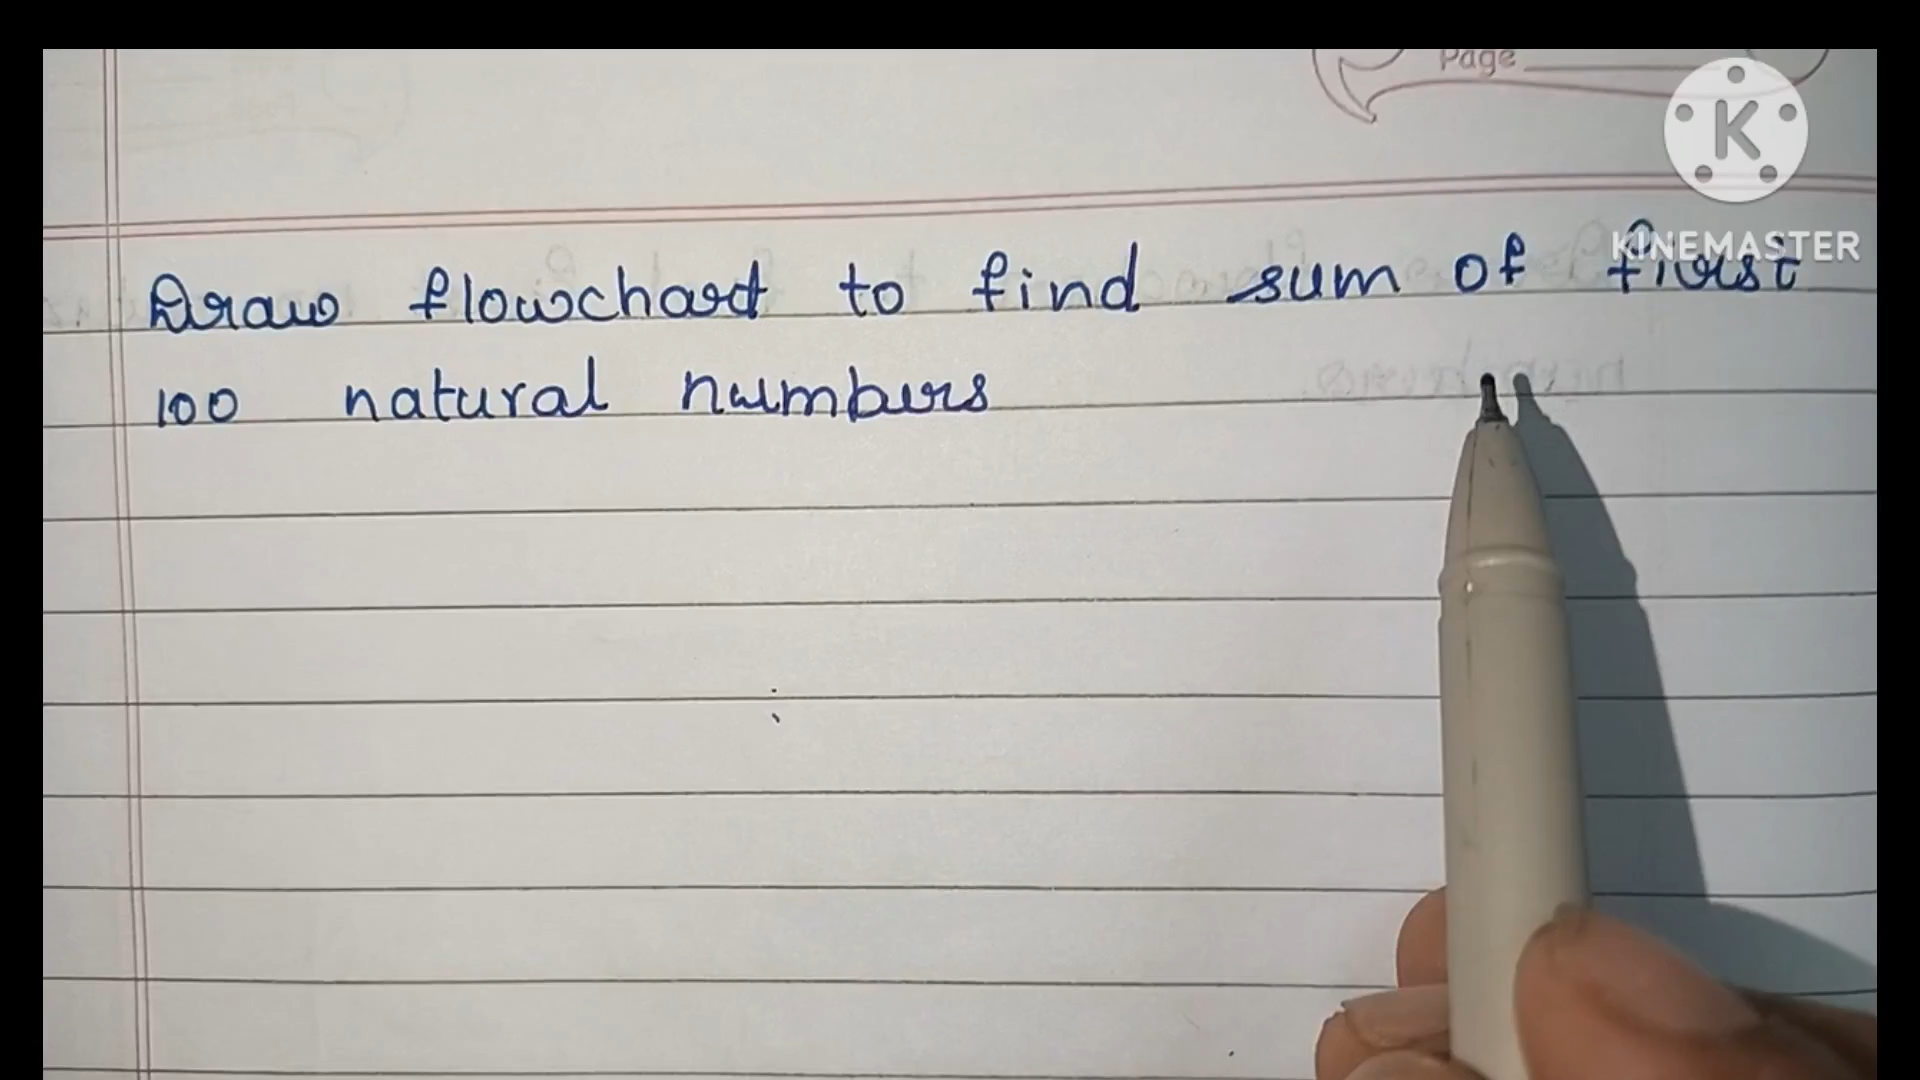 Page
K
KINEMASTER
Draw flowchart to find sum of first
100 natural numbers